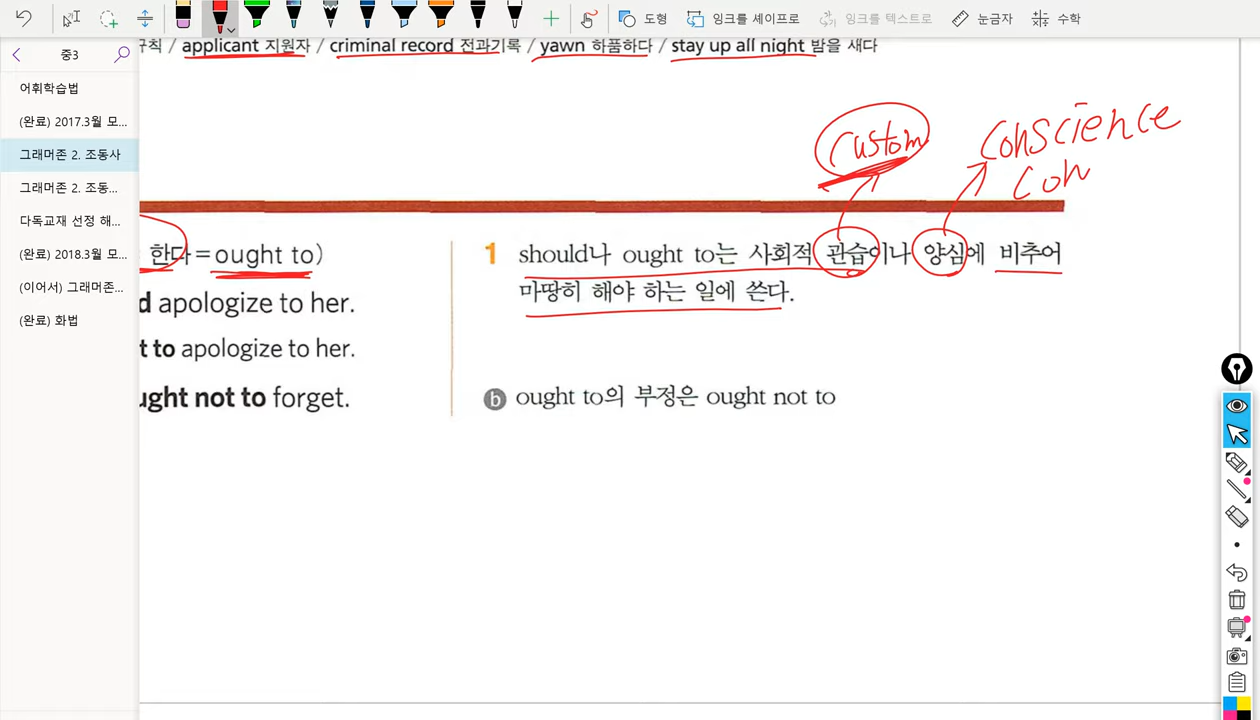 도형 잉크를 셰이프로 잉크를 텍스트로 눈금자 수학
중3
어휘학습법
(완료) 2017.3월 모...
그래머존 2. 조동사
그래머존 2. 조동...
다독교재 선정 해...
(완료) 2018.3월 모...
(이어서) 그래머존...
(완료) 화법
규칙 / applicant 지원자 / criminal record 전과기록 / yawn 하품하다 / stay up all night 밤을 새다
custom
conscience
con
한다=ought to)
d apologize to her.
t to apologize to her.
ught not to forget.
1 should나 ought to는 사회적 관습이나 양심에 비추어
마땅히 해야 하는 일에 쓴다.
b ought to의 부정은 ought not to